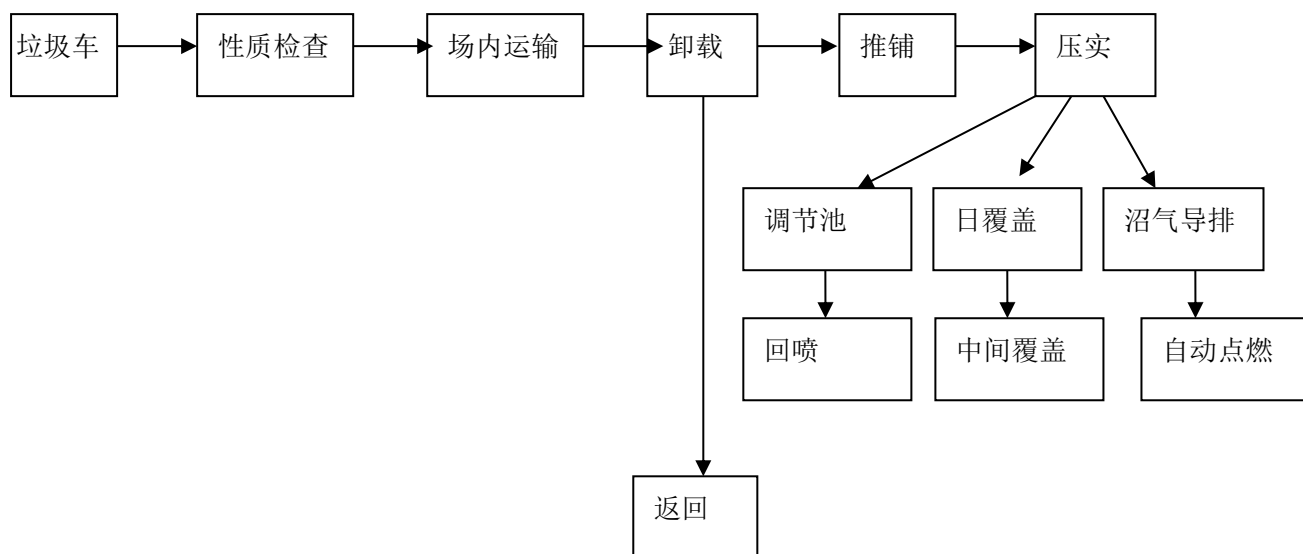 垃圾车
性质检查
场内运输
卸载
推铺
压实
调节池
日覆盖
沼气导排
回喷
中间覆盖
自动点燃
返回